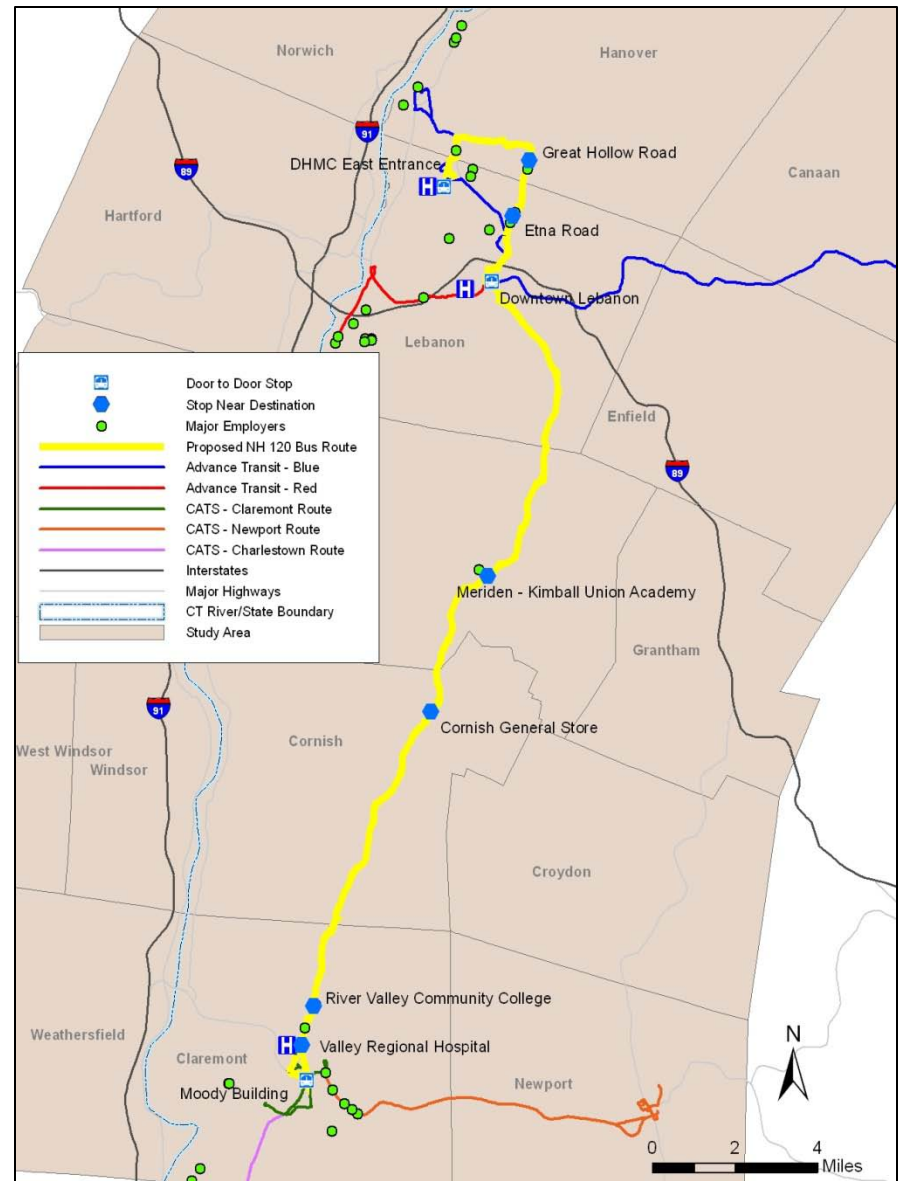 Norwich
Hanover
91
89
DHMC East Entrance
Great Hollow Road
Canaan
H
Hartford
Etna Road
H
Downtown Lebanon
Lebanon
Door to Door Stop
Stop Near Destination
Major Employers
Proposed NH 120 Bus Route
Advance Transit - Blue
Advance Transit - Red
CATS - Claremont Route
CATS - Newport Route
CATS - Charlestown Route
Interstates
Major Highways
CT River/State Boundary
Study Area
Enfield
89
Meriden - Kimball Union Academy
Grantham
91
Cornish General Store
Cornish
West Windsor
Windsor
Croydon
River Valley Community College
Weathersfield
H
Valley Regional Hospital
Claremont
Moody Building
Newport
N
0 2 4
Miles